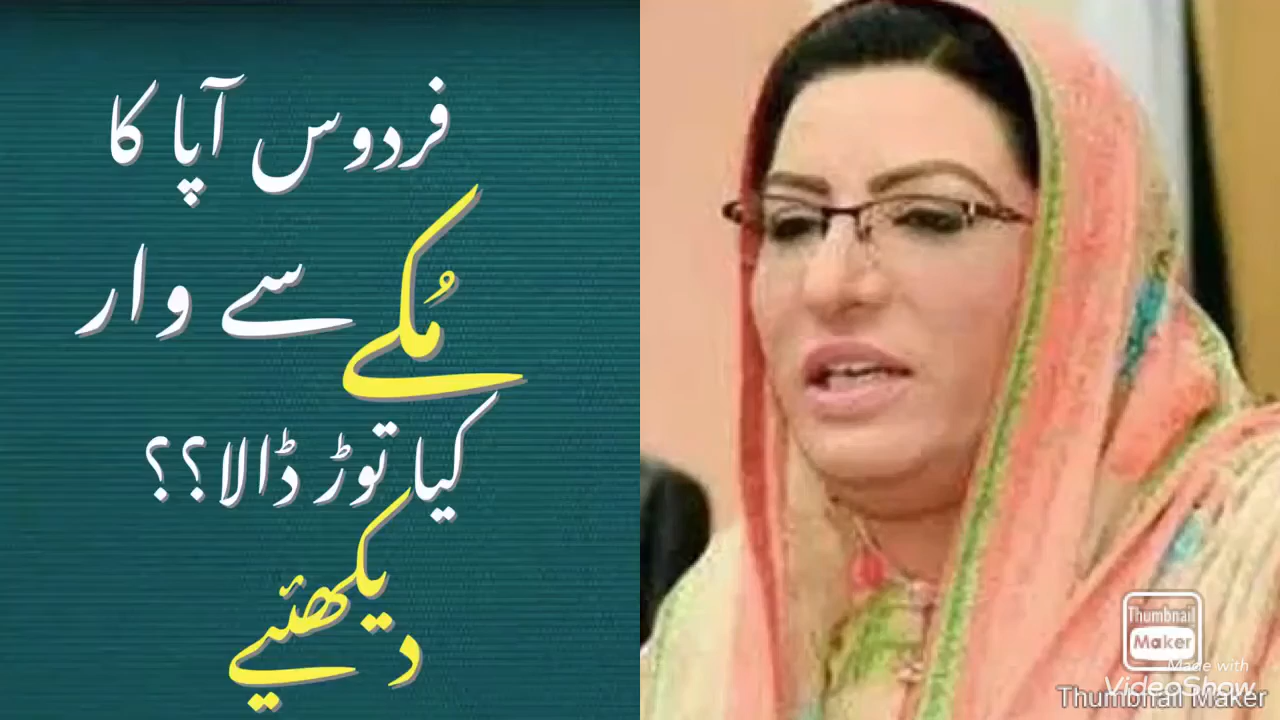 فردوس آپا کا
مُکے سے وار
کیا توڑ ڈالا؟؟
دیکھئیے
Thumbnail
Maker
Made with
VideoShow
Thumbnail Maker